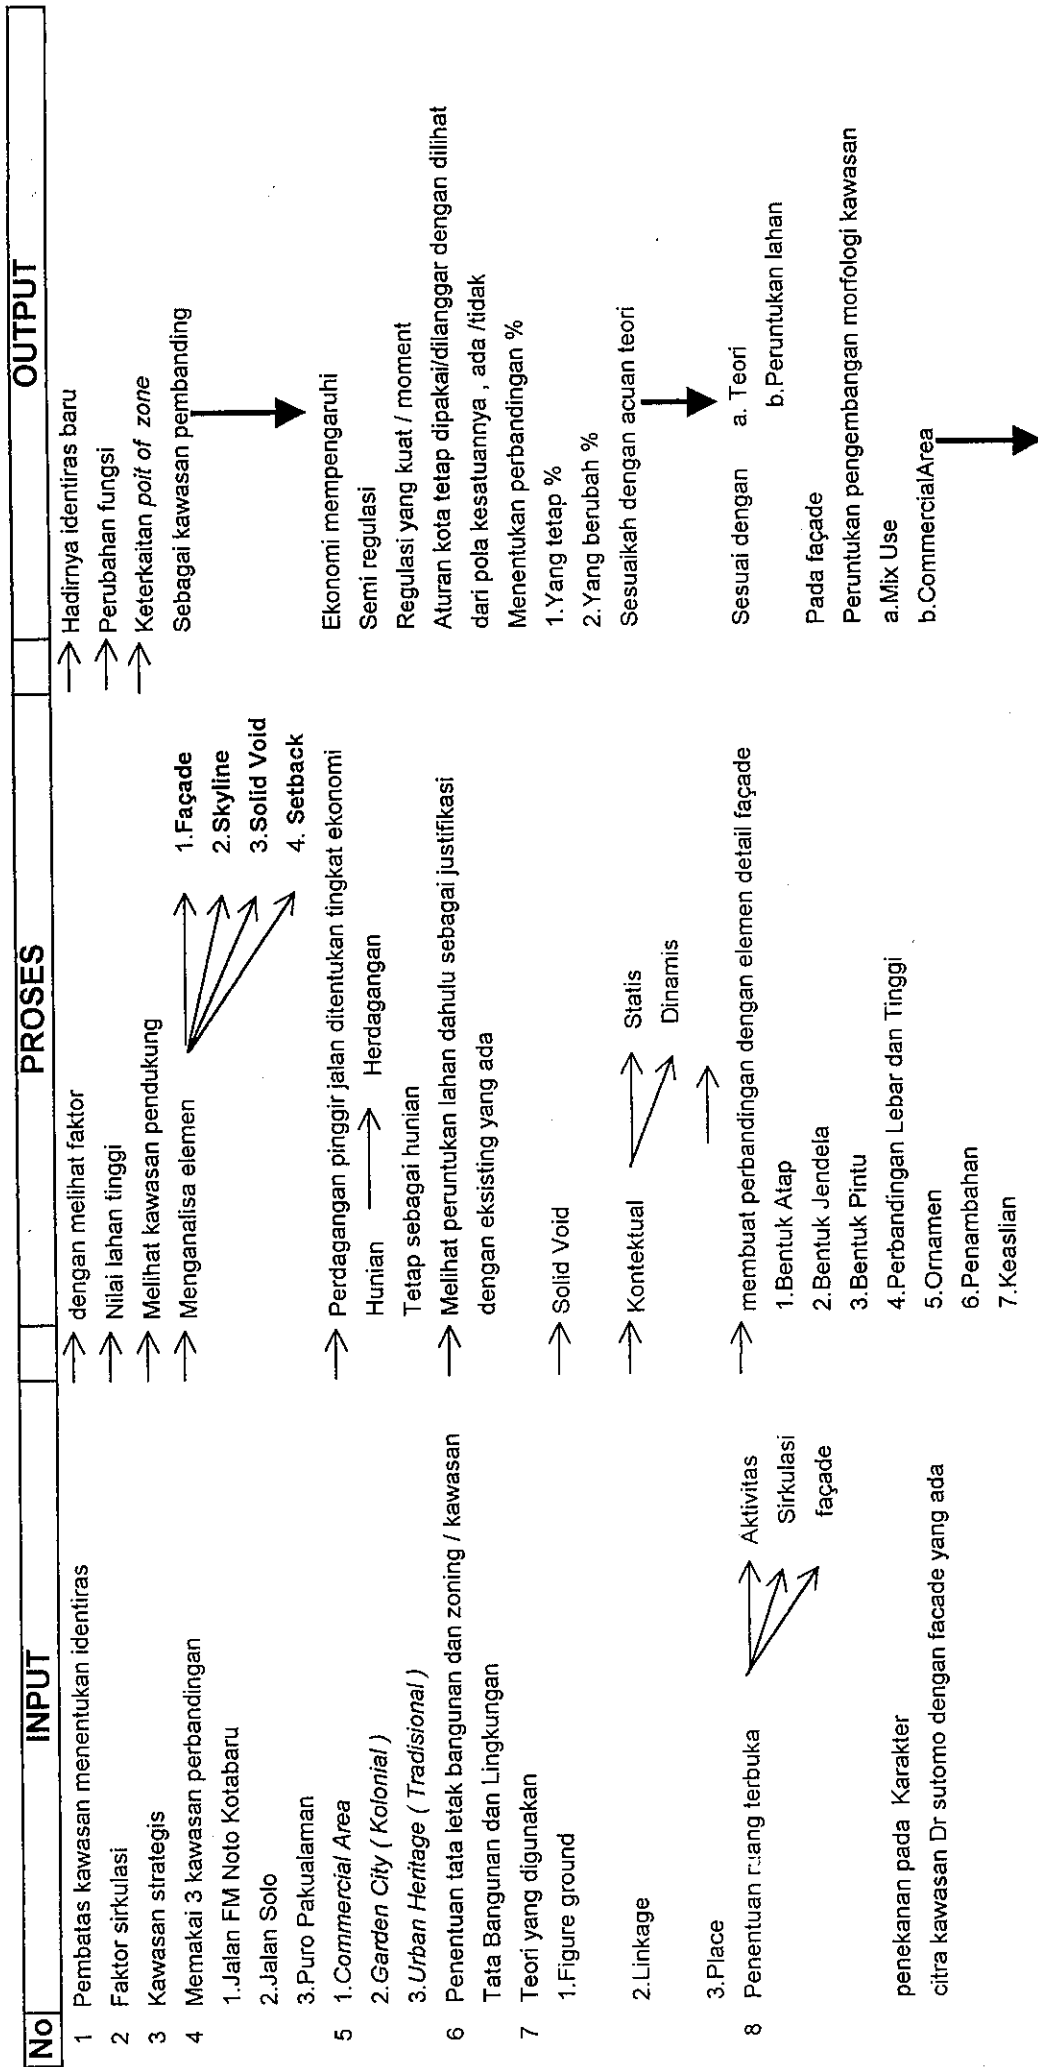 No INPUT PROSES OUTPUT
1 Pembatas kawasan menentukan identiras dengan melihat faktor Hadirnya identiras baru
2 Faktor sirkulasi Nilai lahan tinggi Perubahan fungsi
3 Kawasan strategis Melihat kawasan pendukung Keterkaitan poit of zone
4 Memakai 3 kawasan perbandingan Menganalisa elemen 1.Façade Sebagai kawasan pembanding
1.Jalan FM Noto Kotabaru 2.Skyline
2.Jalan Solo 3.Solid Void
3.Puro Pakualaman 4. Setback
5 1.Commercial Area Perdagangan pinggir jalan ditentukan tingkat ekonomi Ekonomi mempengaruhi
2.Garden City ( Kolonial ) Hunian Herdagangan Semi regulasi
3.Urban Heritage ( Tradisional ) Tetap sebagai hunian Regulasi yang kuat / moment
6 Penentuan tata letak bangunan dan zoning / kawasan Melihat peruntukan lahan dahulu sebagai justifikasi Aturan kota tetap dipakai/dilanggar dengan dilihat
Tata Bangunan dan Lingkungan dengan eksisting yang ada dari pola kesatuannya , ada /tidak
7 Teori yang digunakan Menentukan perbandingan %
1.Figure ground Solid Void 1.Yang tetap %
2.Yang berubah %
2.Linkage Kontektual Statis Sesuaikah dengan acuan teori
Dinamis
3.Place
8 Penentuan ruang terbuka Aktivitas membuat perbandingan dengan elemen detail façade Sesuai dengan a. Teori
Sirkulasi 1.Bentuk Atap b.Peruntukan lahan
façade 2.Bentuk Jendela Pada façade
3.Bentuk Pintu Peruntukan pengembangan morfologi kawasan
penekanan pada Karakter 4.Perbandingan Lebar dan Tinggi a.Mix Use
citra kawasan Dr sutomo dengan facade yang ada 5.Ornamen b.CommercialArea
6.Penambahan
7.Keaslian